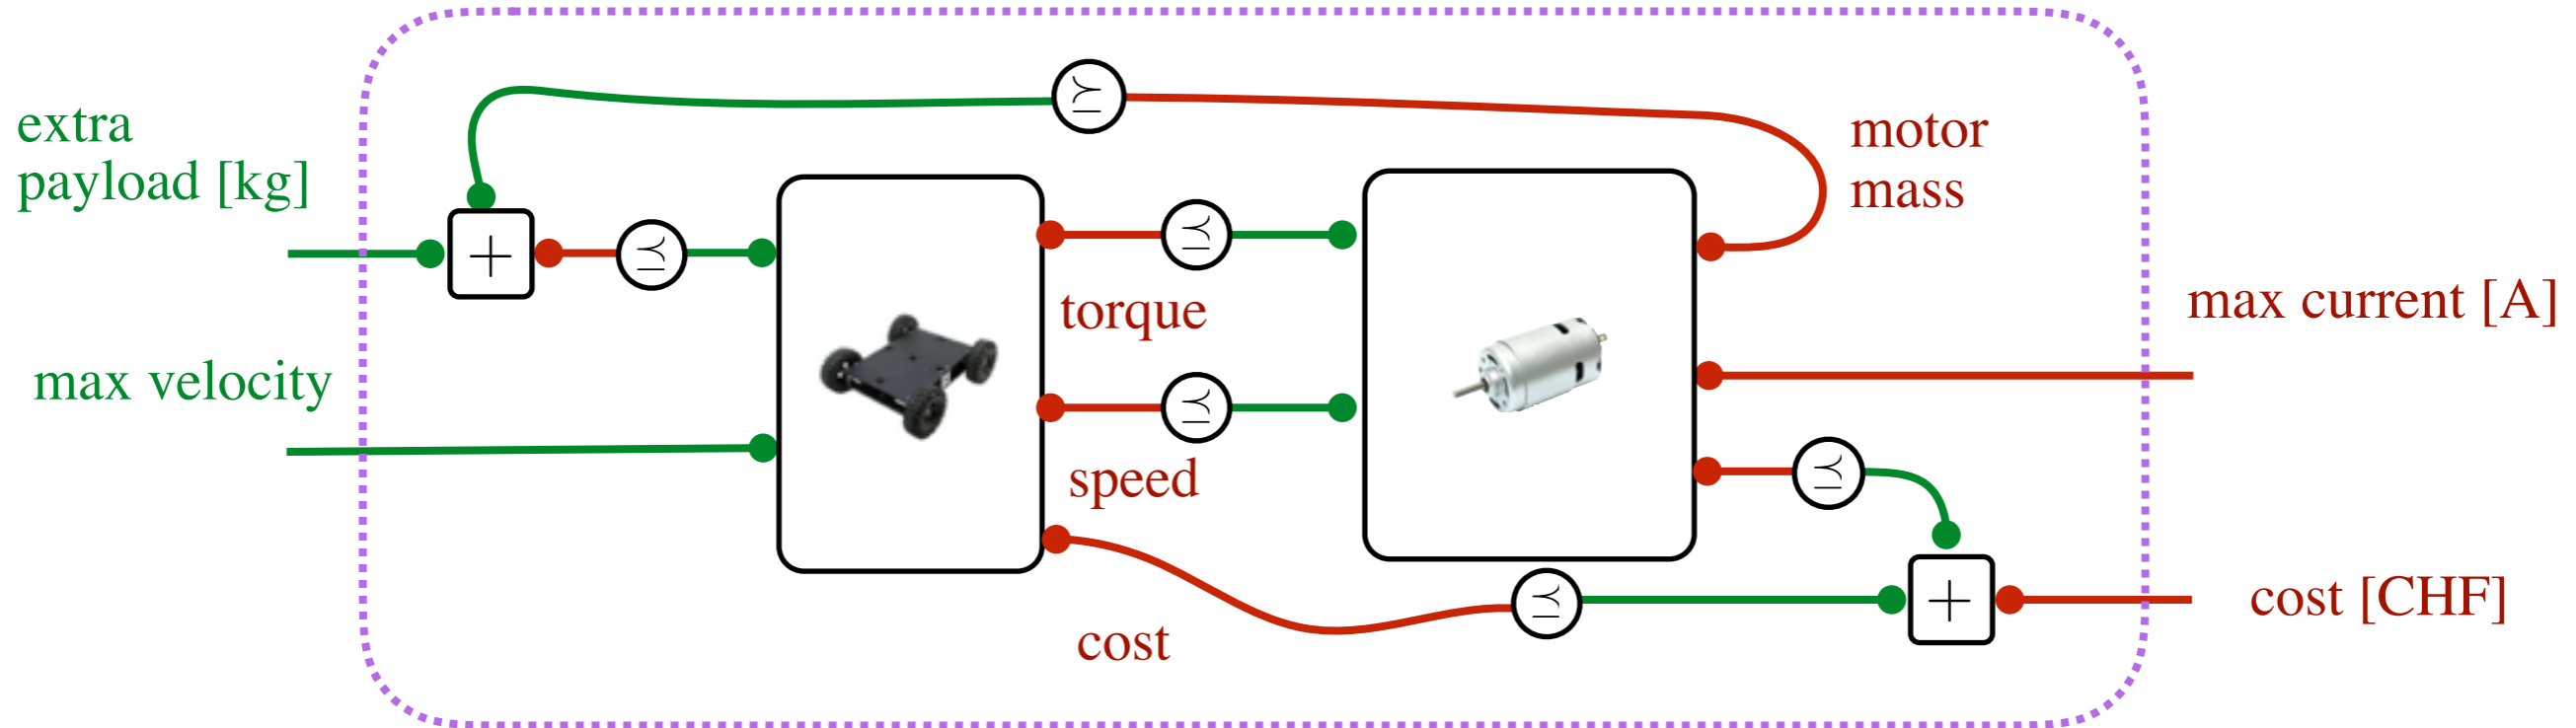 ⪰
extra
payload [kg]
motor
mass
+
⪯
⪯
torque
max current [A]
max velocity
⪯
speed
⪯
⪯
+
cost [CHF]
cost